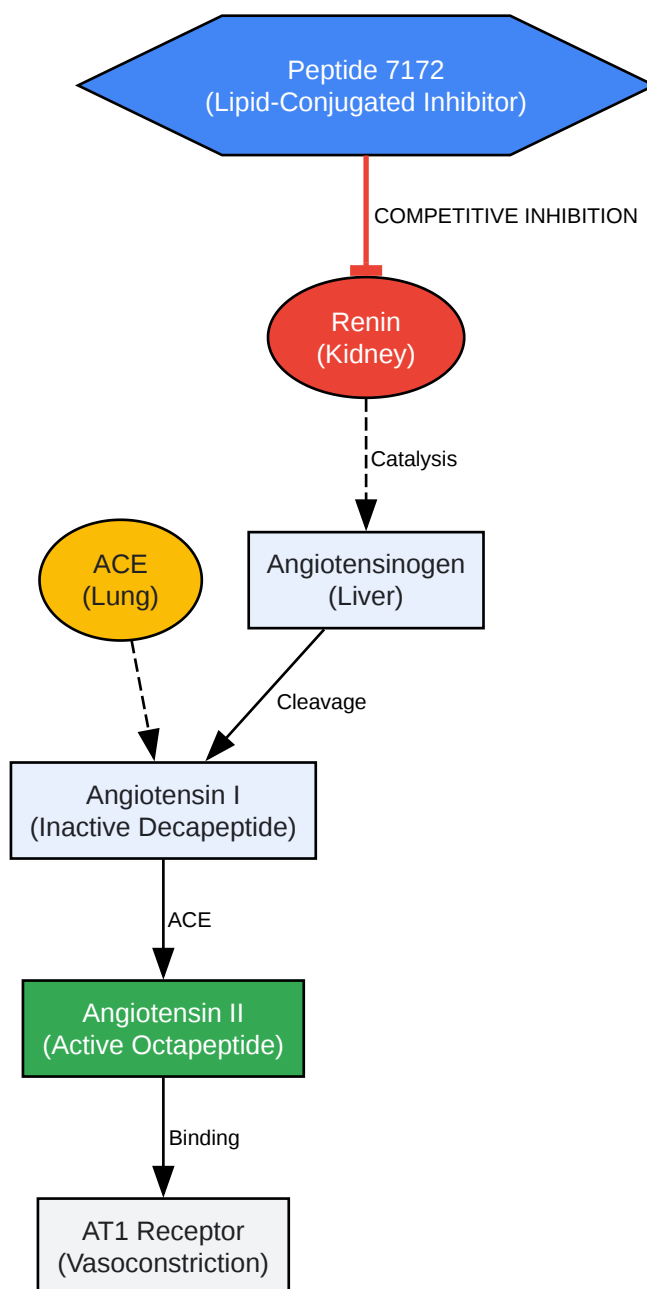 Peptide 7172
(Lipid-Conjugated Inhibitor)
COMPETITIVE INHIBITION
Renin
(Kidney)
Catalysis
ACE
(Lung)
Angiotensinogen
(Liver)
Cleavage
Angiotensin I
(Inactive Decapeptide)
ACE
Angiotensin II
(Active Octapeptide)
Binding
AT1 Receptor
(Vasoconstriction)